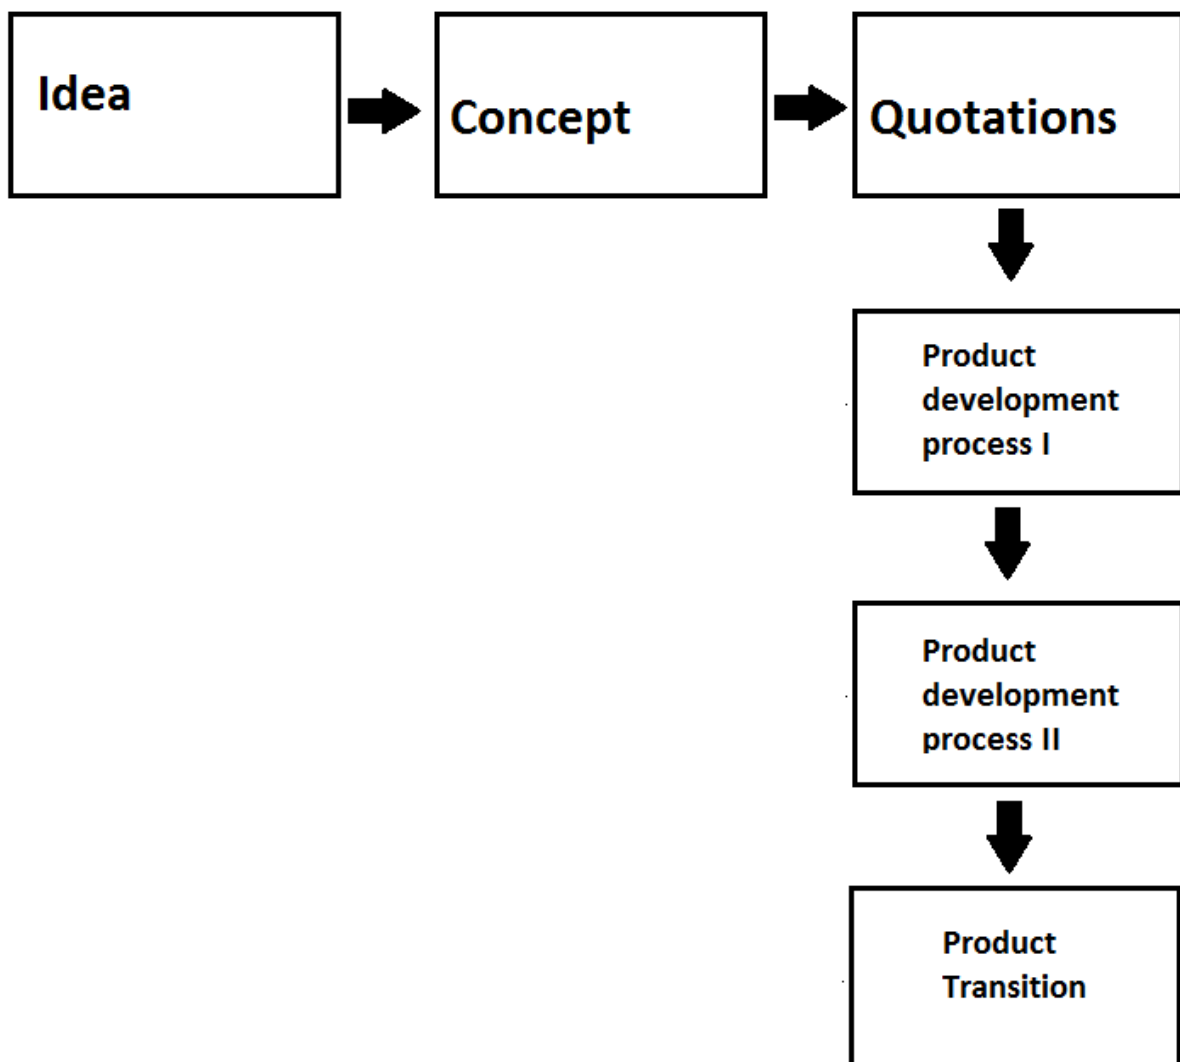 Idea
Concept
Quotations
Product
development
process I
Product
development
process II
Product
Transition